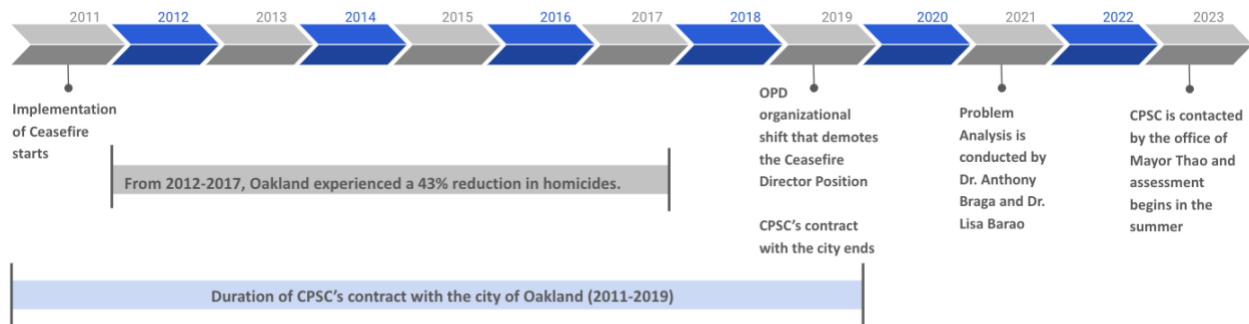 2011 2012 2013 2014 2015 2016 2017 2018 2019 2020 2021 2022 2023
Implementation
of Ceasefire
starts
From 2012-2017, Oakland experienced a 43% reduction in homicides.
OPD
organizational
shift that demotes
the Ceasefire
Director Position
CPSC’s contract
with the city ends
Problem
Analysis is
conducted by
Dr. Anthony
Braga and Dr.
Lisa Barao
CPSC is contacted
by the office of
Mayor Thao and
assessment
begins in the
summer
Duration of CPSC’s contract with the city of Oakland (2011-2019)